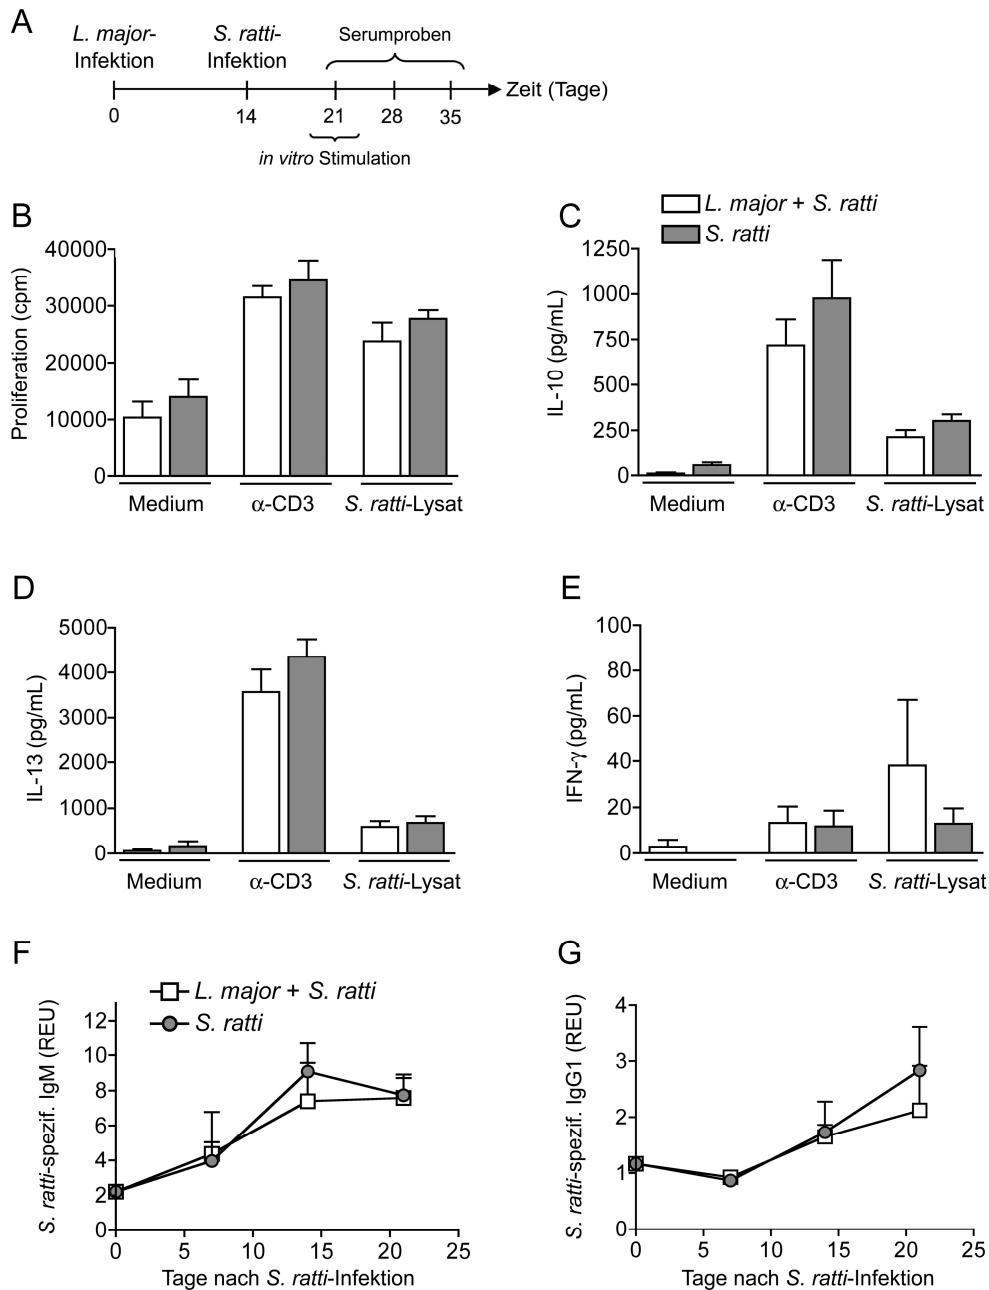 A
L. major-
Infektion
S. ratti-
Infektion
Serumproben
Zeit (Tage)
0
14
21
28
35
in vitro Stimulation
B
Proliferation (cpm)
40000
30000
20000
10000
0
Medium
α-CD3
S. ratti-Lysat
C
L. major + S. ratti
S. ratti
IL-10 (pg/mL)
1250
1000
750
500
250
0
Medium
α-CD3
S. ratti-Lysat
D
IL-13 (pg/mL)
5000
4000
3000
2000
1000
0
Medium
α-CD3
S. ratti-Lysat
E
IFN-γ (pg/mL)
100
80
60
40
20
0
Medium
α-CD3
S. ratti-Lysat
F
L. major + S. ratti
S. ratti
S. ratti-spezif. IgM (REU)
12
10
8
6
4
2
0
0 5 10 15 20 25
Tage nach S. ratti-Infektion
G
S. ratti-spezif. IgG1 (REU)
4
3
2
1
0
0 5 10 15 20 25
Tage nach S. ratti-Infektion